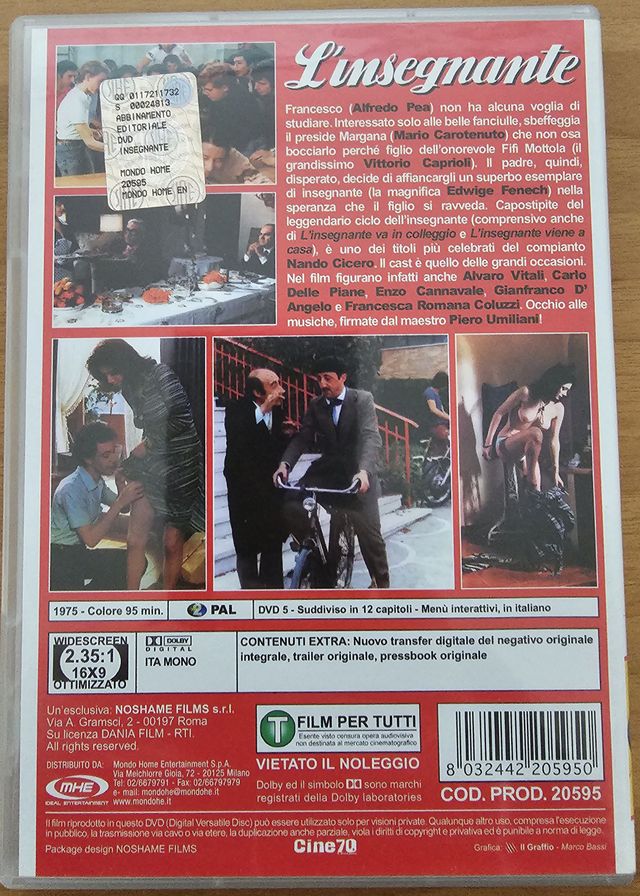 L'insegnante
QQ 0117211732
S 00024813
ABBINAMENTO
EDITORIALE
DVD
INSEGNANTE
MONDO HOME
20595
MONDO HOME EN
Francesco (Alfredo Pea) non ha alcuna voglia di
studiare. Interessato solo alle belle fanciulle, sbeffeggia
il preside Margana (Mario Carotenuto) che non osa
bocciarlo perché figlio dell'onorevole Fifì Mottola (il
grandissimo Vittorio Caprioli). Il padre, quindi,
disperato, decide di affiancargli un superbo esemplare
di insegnante (la magnifica Edwige Fenech) nella
speranza che il figlio si ravveda. Capostipite del
leggendario ciclo dell'insegnante (comprensivo anche
di L'insegnante va in colleggio e L'insegnante viene a
casa), è uno dei titoli più celebrati del compianto
Nando Cicero. Il cast è quello delle grandi occasioni.
Nel film figurano infatti anche Alvaro Vitali Carlo
Delle Piane, Enzo Cannavale, Gianfranco D'
Angelo e Francesca Romana Coluzzi. Occhio alle
musiche, firmate dal maestro Piero Umiliani!
1975 - Colore 95 min.
2 PAL
DVD 5 - Suddiviso in 12 capitoli - Menù interattivi, in italiano
WIDESCREEN
2.35:1
16X9
OTTIMIZZATO
DOLBY
DIGITAL
ITA MONO
CONTENUTI EXTRA: Nuovo transfer digitale del negativo originale
integrale, trailer originale, pressbook originale
Un'esclusiva: NOSHAME FILMS s.r.l.
Via A. Gramsci, 2 - 00197 Roma
Su licenza DANIA FILM - RTI.
All rights reserved.
DISTRIBUITO DA:
MHE
IDEAL ENTERTAINMENT
Mondo Home Entertainment S.p.A.
Via Melchiorre Gioia, 72 - 20125 Milano
Tel: 02/6679791 - Fax: 02/66797979
e- mail: mondohe@mondohe.it
www.mondohe.it
T FILM PER TUTTI
Esente visto censura opera audiovisiva
non destinata al mercato cinematografico
VIETATO IL NOLEGGIO
Dolby ed il simbolo DD sono marchi
registrati della Dolby laboratories
8 032442 205950
COD. PROD. 20595
Il film riprodotto in questo DVD (Digital Versatile Disc) può essere utilizzato solo per visioni private. Qualunque altro uso, compresa l'esecuzione
in pubblico, la trasmissione via cavo o via etere, la duplicazione anche parziale, viola i diritti di copyright e privativa ed è punibile a norma di legge.
Package design NOSHAME FILMS
Cine70
Grafica: Il Graffio - Marco Bassi